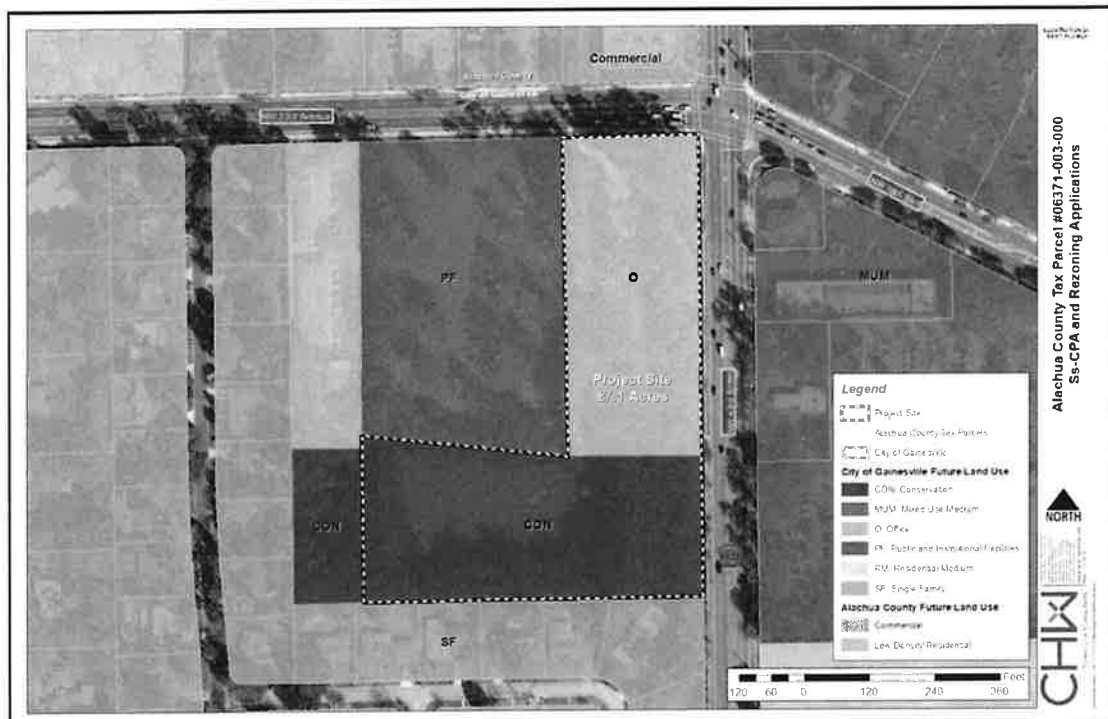 Commercial
Alachua County
PF
O
MUM
Project Site
CON
CON
SF
Legend
Project Site
Alachua County Tax Parcels
City of Gainesville
City of Gainesville Future Land Use
CON: Conservation
MUM: Mixed Use Medium
O: Office
PF: Public and Institutional Facilities
RM: Residential Medium
SF: Single Family
Alachua County Future Land Use
Commercial
Low Density Residential
Feet
120 60 0 120 240 360
Alachua County Tax Parcel #06371-003-000
Ss-CPA and Rezoning Applications
NORTH
CHW